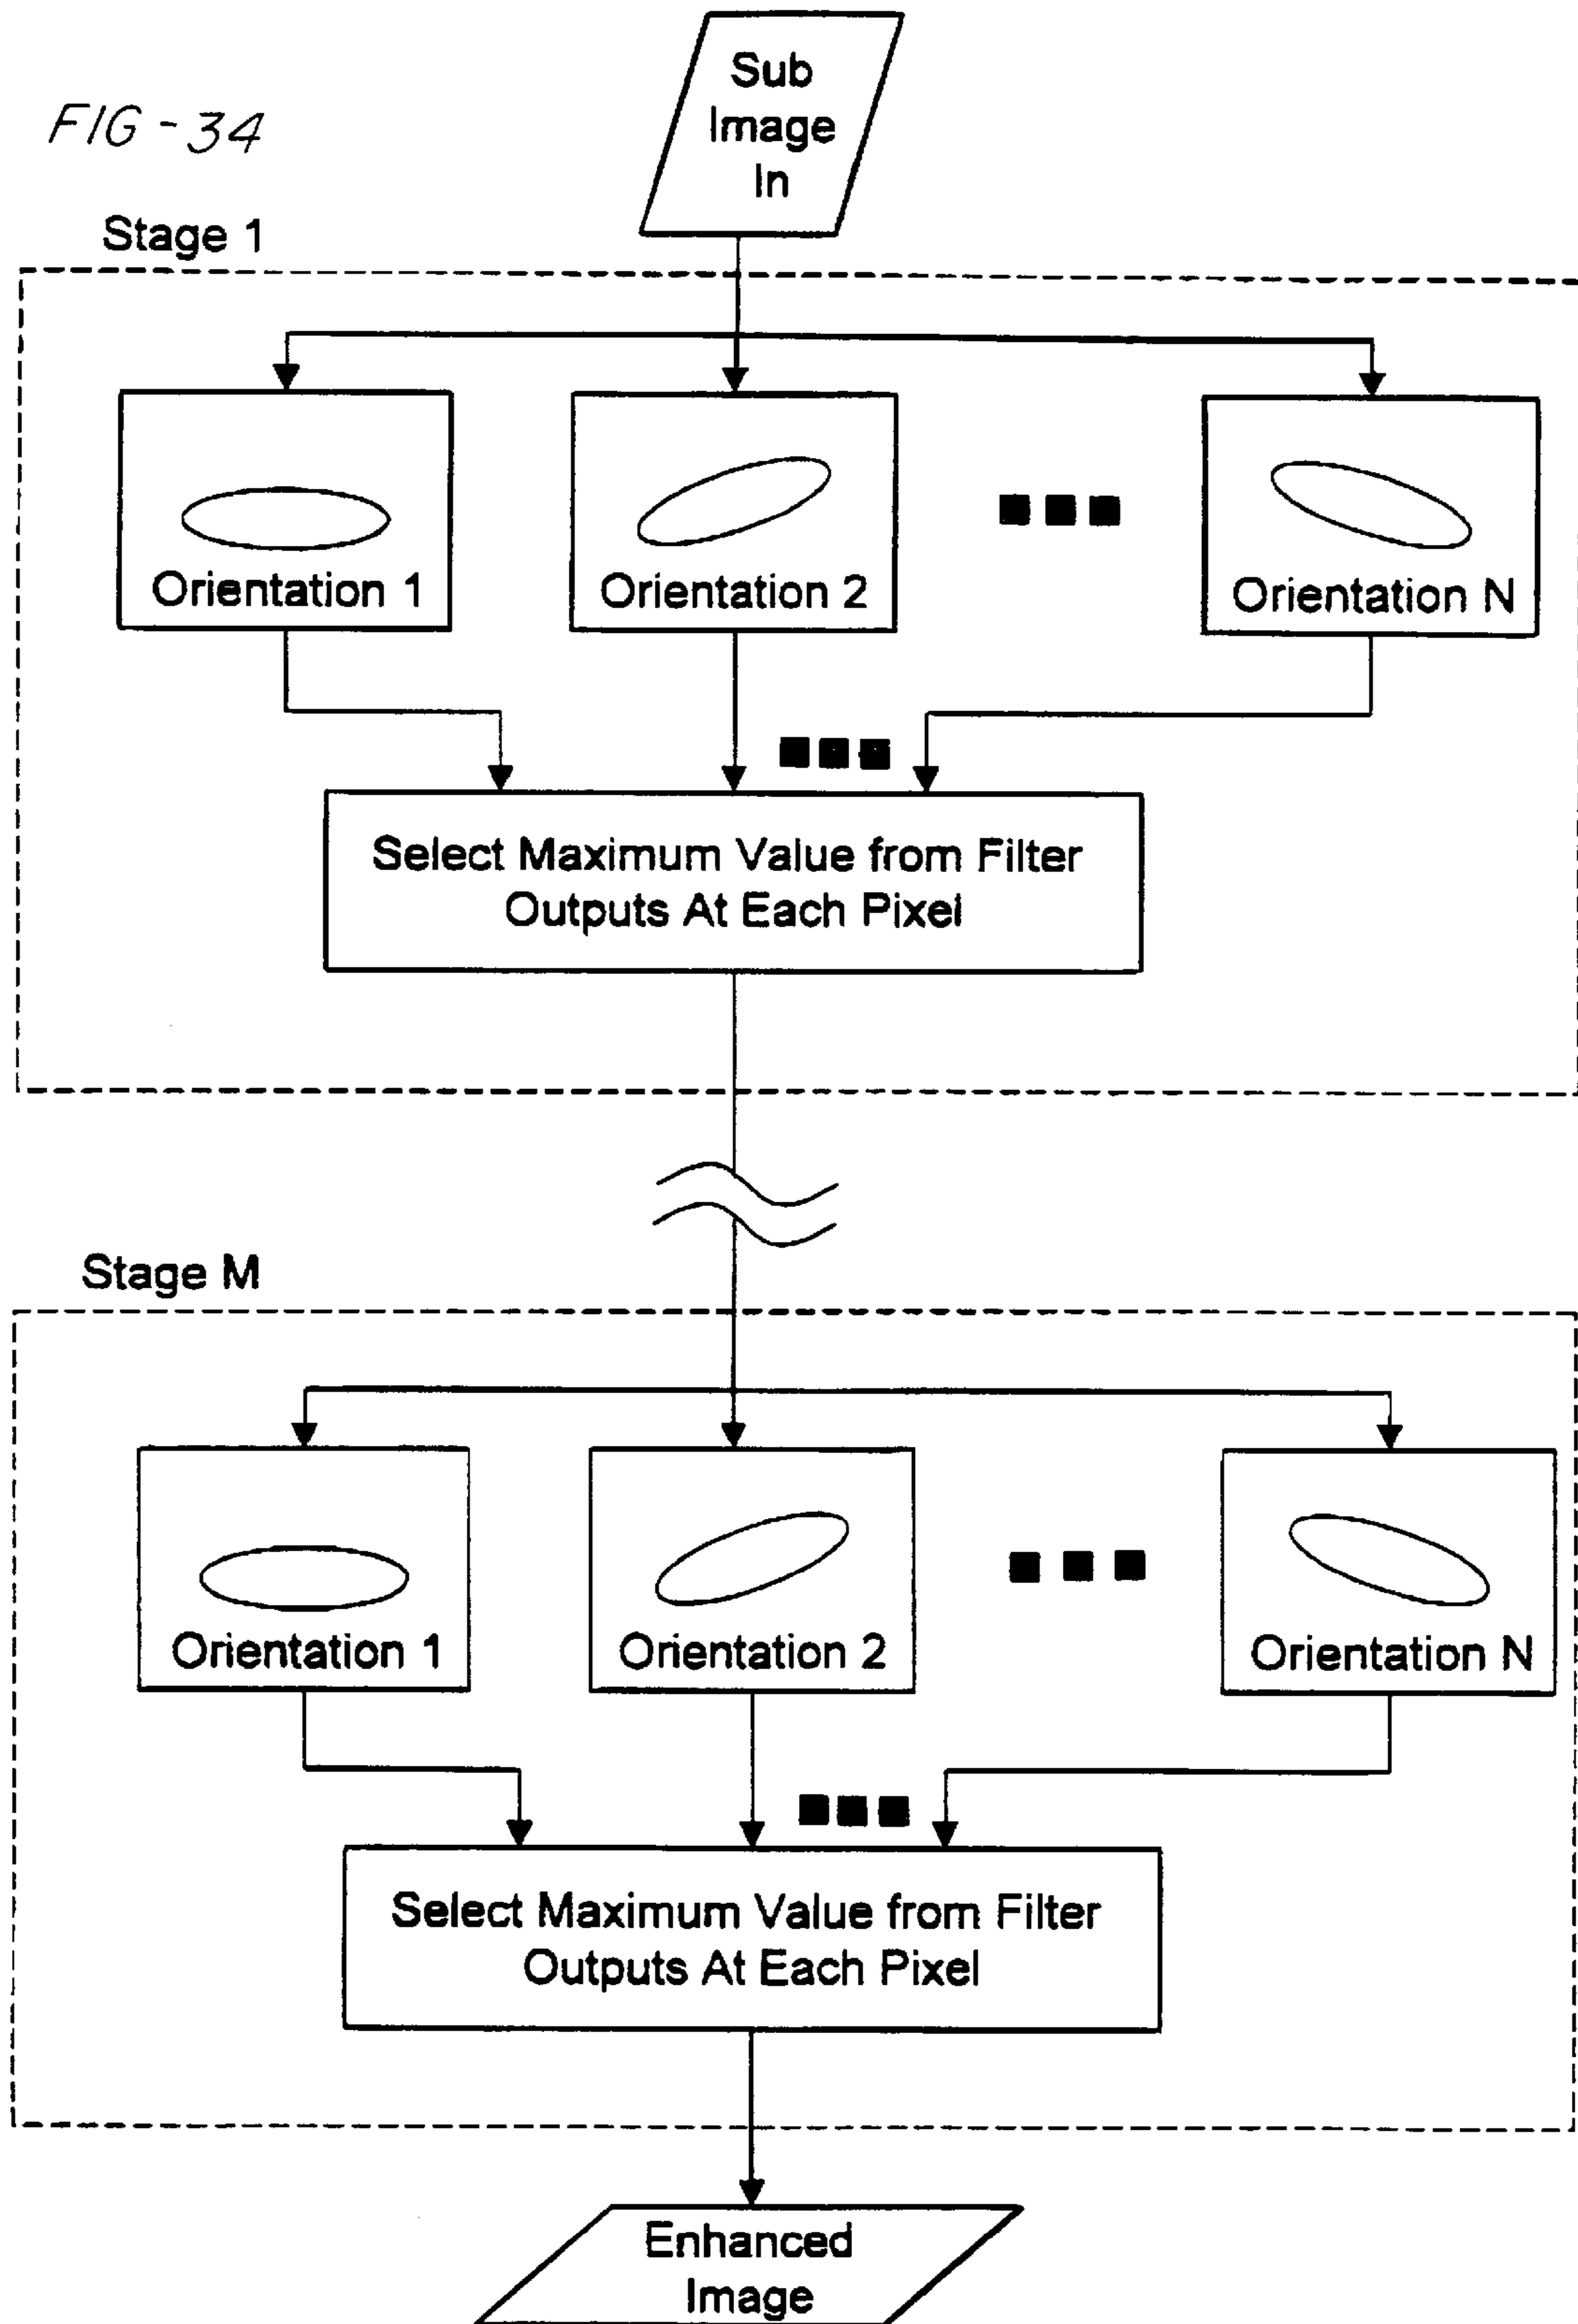 FIG-34
Sub
Image
In
Stage 1
Orientation 1
Orientation 2
Orientation N
Select Maximum Value from Filter
Outputs At Each Pixel
Stage M
Orientation 1
Orientation 2
Orientation N
Select Maximum Value from Filter
Outputs At Each Pixel
Enhanced
Image